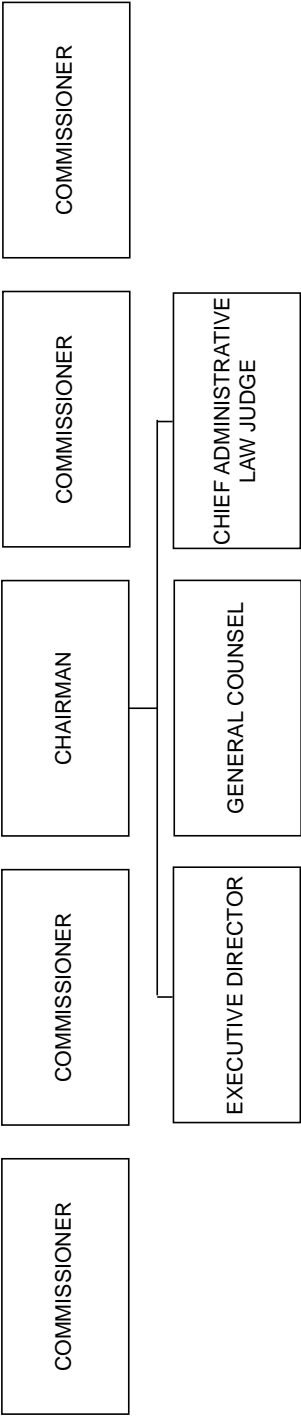 COMMISSIONER
COMMISSIONER
CHAIRMAN
COMMISSIONER
COMMISSIONER
EXECUTIVE DIRECTOR
GENERAL COUNSEL
CHIEF ADMINISTRATIVE
LAW JUDGE